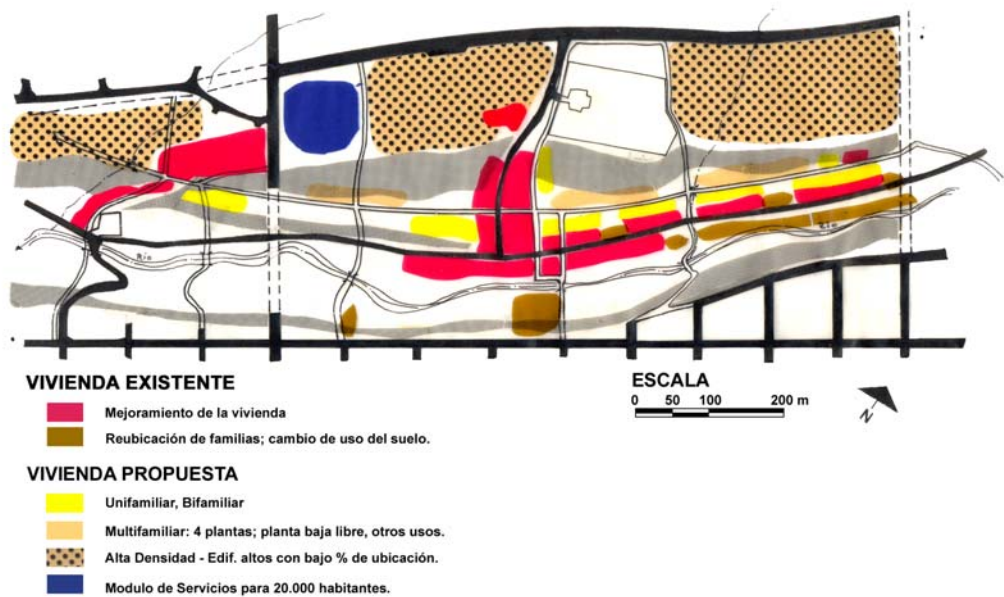 Río
Río
VIVIENDA EXISTENTE
Mejoramiento de la vivienda
Reubicación de familias; cambio de uso del suelo.
VIVIENDA PROPUESTA
Unifamiliar, Bifamiliar
Multifamiliar: 4 plantas; planta baja libre, otros usos.
Alta Densidad - Edif. altos con bajo % de ubicación.
Modulo de Servicios para 20.000 habitantes.
ESCALA
0 50 100 200 m
N